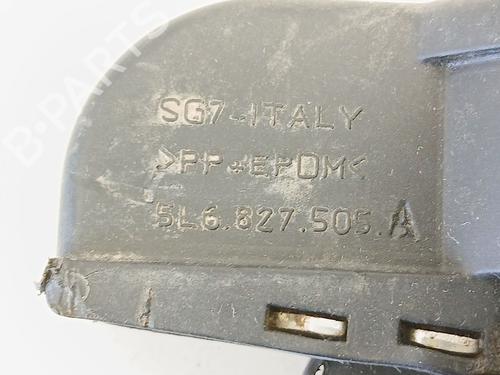 B-PARTS
SG7-ITALY
>PP+EPDM<
5L6.827.505.A